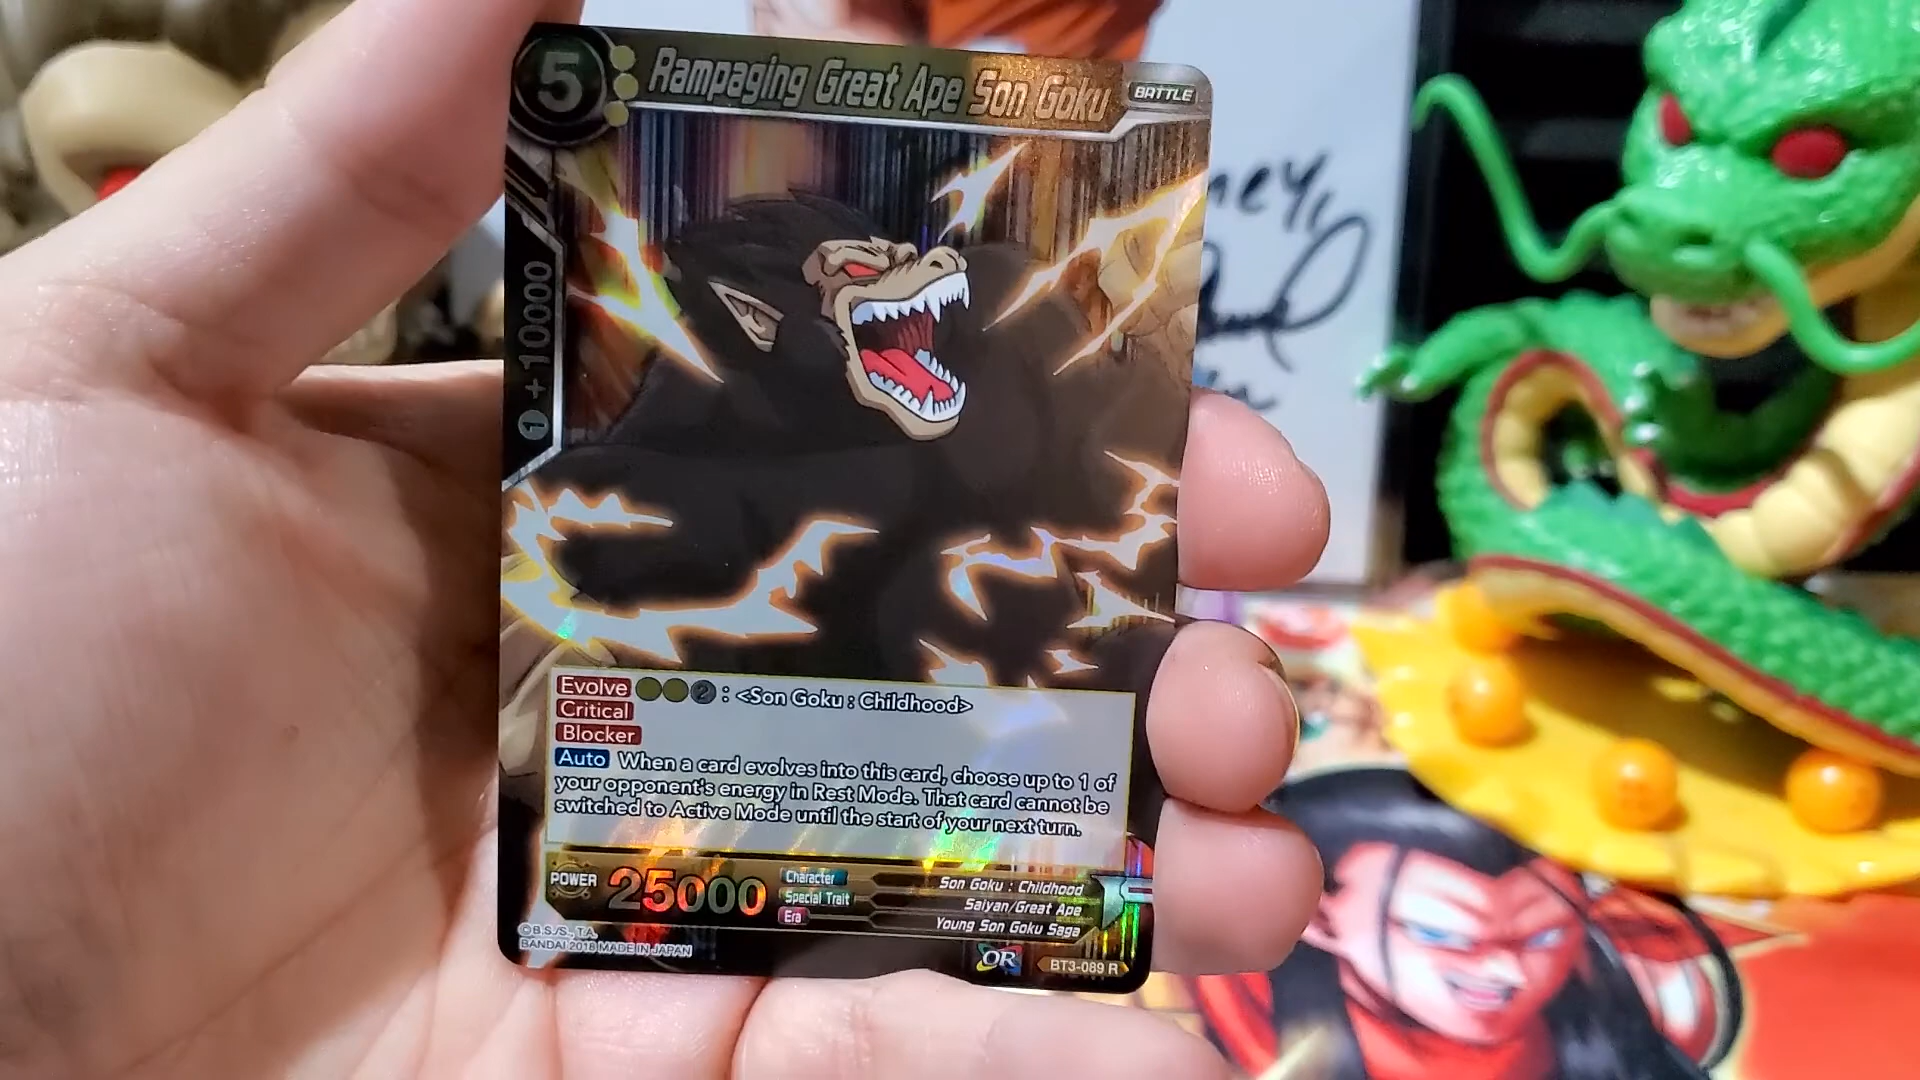 5
Rampaging Great Ape Son Goku
BATTLE
1 +10000
Evolve 2 : <Son Goku : Childhood>
Critical
Blocker
Auto When a card evolves into this card, choose up to 1 of
your opponent's energy in Rest Mode. That card cannot be
switched to Active Mode until the start of your next turn.
POWER 25000
Character Son Goku : Childhood
Special Trait Saiyan/Great Ape
Era Young Son Goku Saga
©B.S./S., T.A.
BANDAI 2018 MADE IN JAPAN
OR
BT3-089 R